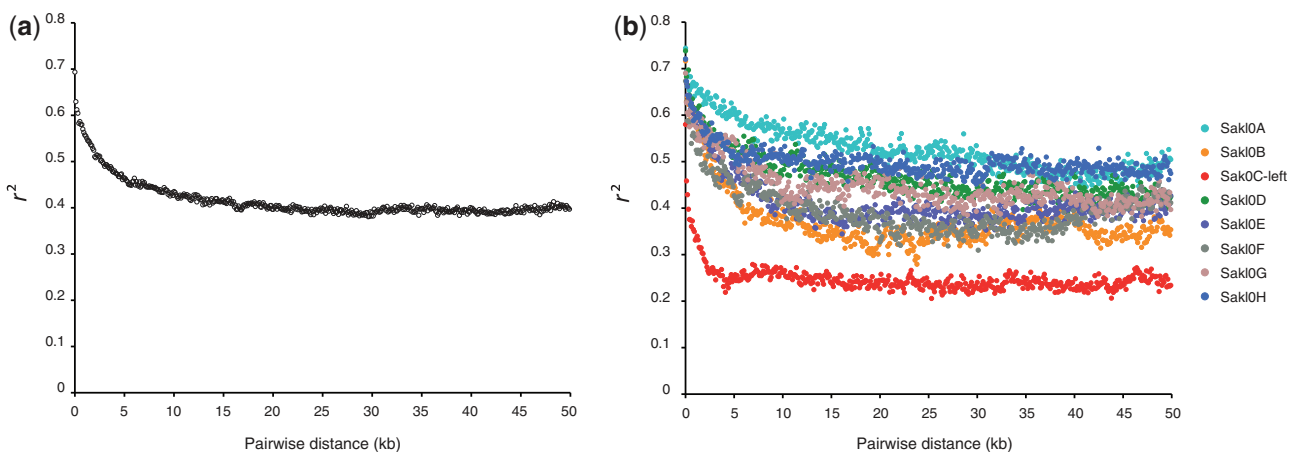 (a)
r²
0.8
0.7
0.6
0.5
0.4
0.3
0.2
0.1
0
0 5 10 15 20 25 30 35 40 45 50
Pairwise distance (kb)
(b)
r²
0.8
0.7
0.6
0.5
0.4
0.3
0.2
0.1
0
0 5 10 15 20 25 30 35 40 45 50
Pairwise distance (kb)
Sakl0A
Sakl0B
Sak0C-left
Sakl0D
Sakl0E
Sakl0F
Sakl0G
Sakl0H